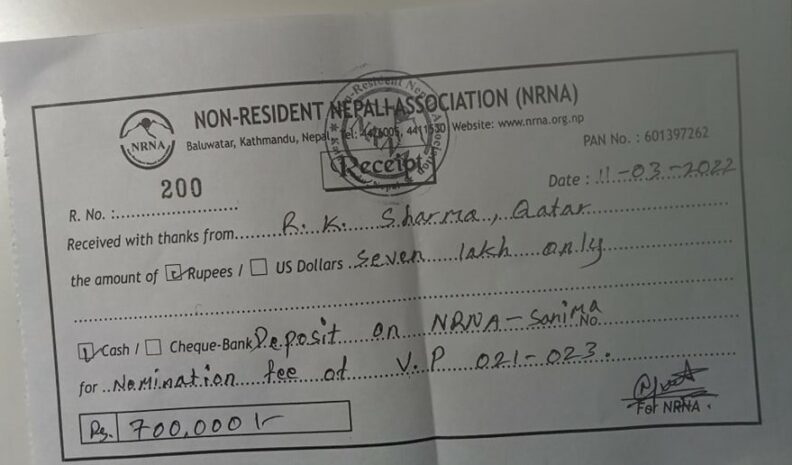 NON-RESIDENT NEPALI ASSOCIATION (NRNA)
Baluwatar, Kathmandu, Nepal, Tel: 4426005, 4411530 Website: www.nrna.org.np
NRNA
PAN No. : 601397262
Receipt
200
Date : 11-03-2022
R. No. :
Received with thanks from R. K. Sharma, Qatar
the amount of Rupees / US Dollars seven lakh only
Cash / Cheque-Bank Deposit on NRNA-Sanima No.
for Nomination fee of V.P 021-023.
Rs. 700,000/-
For NRNA